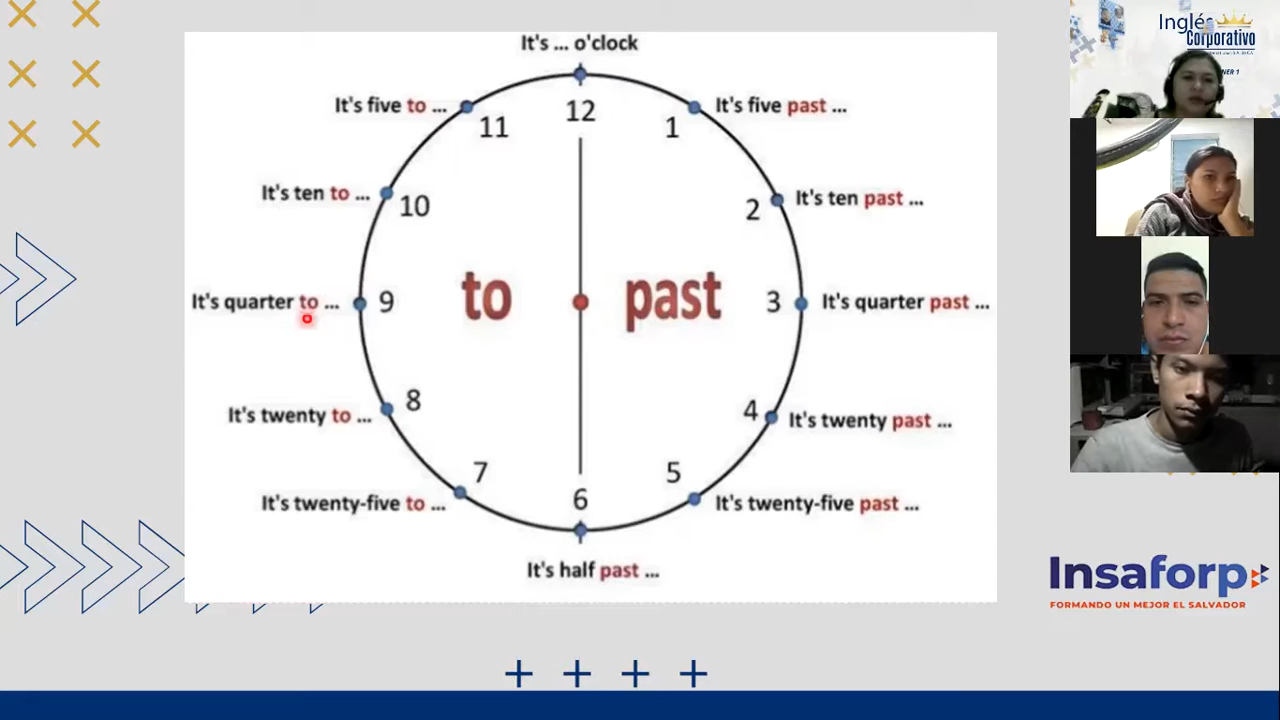 It's ... o'clock
It's five to ...
12
It's five past ...
11
1
It's ten to ...
10
2
It's ten past ...
It's quarter to ...
9
to
past
3
It's quarter past ...
8
4
It's twenty to ...
It's twenty past ...
7
5
It's twenty-five to ...
6
It's twenty-five past ...
It's half past ...
Inglés
Corporativo
NER 1
Insaforp
FORMANDO UN MEJOR EL SALVADOR